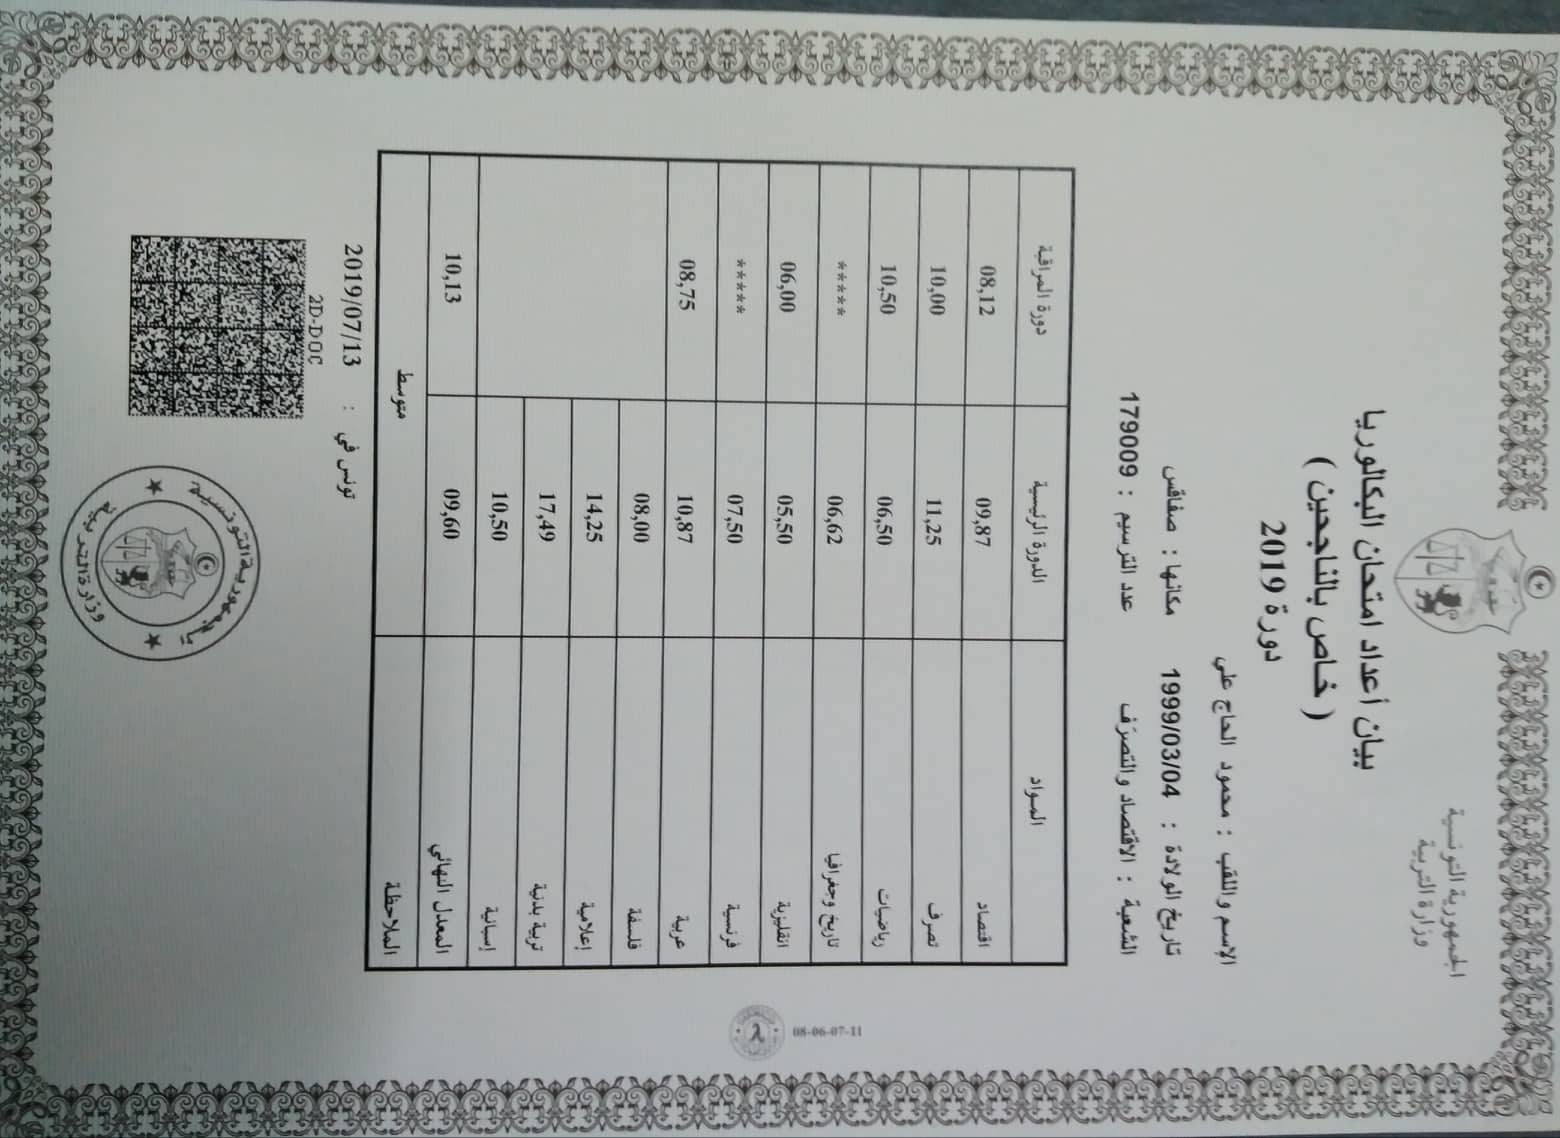 الجمهورية التونسية
وزارة التربية
بيان أعداد امتحان البكالوريا
( خاص بالناجحين )
دورة 2019
الإسم واللقب : محمود الحاج علي
تاريخ الولادة : 1999/03/04 مكانها : صفاقس
الشعبة : الاقتصاد والتصرّف عدد الترسيم : 179009
المواد الدورة الرئيسية دورة المراقبة
اقتصاد 09,87 08,12
تصرف 11,25 10,00
رياضيات 06,50 10,50
تاريخ وجغرافيا 06,62 *****
انقليزية 05,50 06,00
فرنسية 07,50 *****
عربية 10,87 08,75
فلسفة 08,00
إعلامية 14,25
تربية بدنية 17,49
إسبانية 10,50
المعدل النهائي 09,60 10,13
الملاحظة متوسط
تونس في : 2019/07/13
2D-DOC
الجمهورية التونسية
وزارة التربية
08-06-07-11